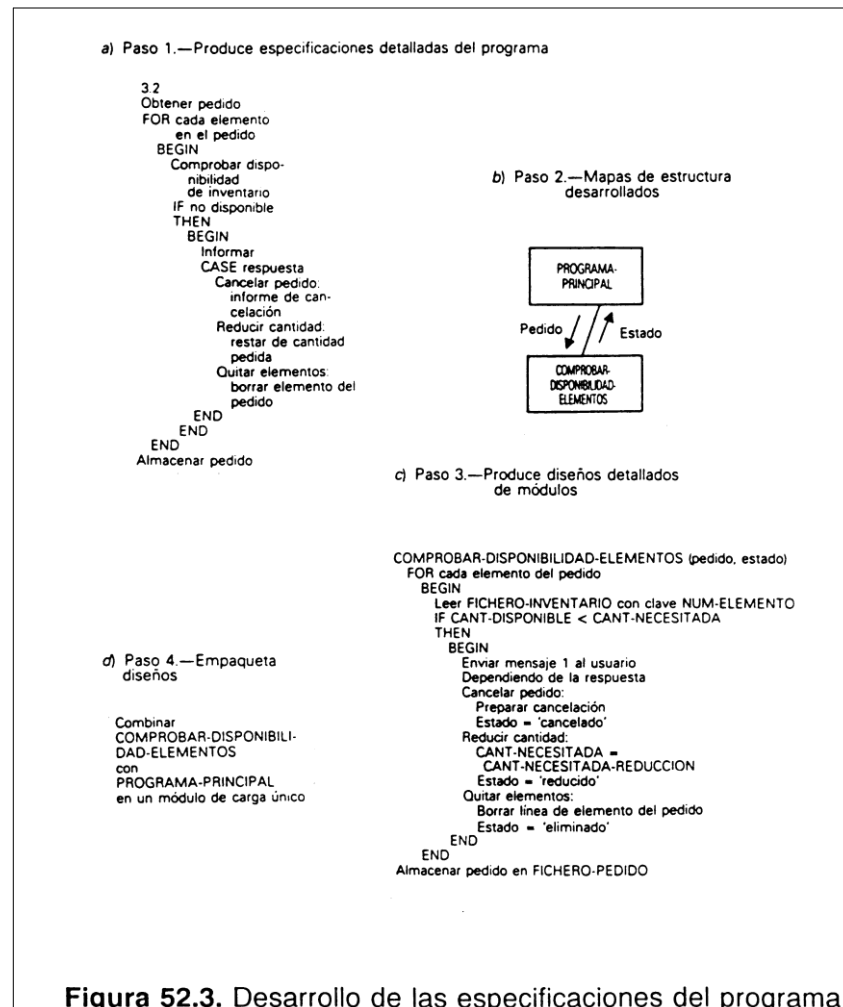 a) Paso 1.—Produce especificaciones detalladas del programa
3.2
Obtener pedido
FOR cada elemento
en el pedido
BEGIN
Comprobar dispo-
nibilidad
de inventario
IF no disponible
THEN
BEGIN
Informar
CASE respuesta
Cancelar pedido:
informe de can-
celación
Reducir cantidad:
restar de cantidad
pedida
Quitar elementos:
borrar elemento del
pedido
END
END
END
Almacenar pedido
b) Paso 2.—Mapas de estructura
desarrollados
PROGRAMA-
PRINCIPAL
Pedido
Estado
COMPROBAR-
DISPONIBILIDAD-
ELEMENTOS
c) Paso 3.—Produce diseños detallados
de módulos
COMPROBAR-DISPONIBILIDAD-ELEMENTOS (pedido, estado)
FOR cada elemento del pedido
BEGIN
Leer FICHERO-INVENTARIO con clave NUM-ELEMENTO
IF CANT-DISPONIBLE < CANT-NECESITADA
THEN
BEGIN
Enviar mensaje 1 al usuario
Dependiendo de la respuesta
Cancelar pedido:
Preparar cancelación
Estado = 'cancelado'
Reducir cantidad:
CANT-NECESITADA =
CANT-NECESITADA-REDUCCION
Estado = 'reducido'
Quitar elementos:
Borrar línea de elemento del pedido
Estado = 'eliminado'
END
END
Almacenar pedido en FICHERO-PEDIDO
d) Paso 4.—Empaqueta
diseños
Combinar
COMPROBAR-DISPONIBILI-
DAD-ELEMENTOS
con
PROGRAMA-PRINCIPAL
en un módulo de carga único
Figura 52.3. Desarrollo de las especificaciones del programa